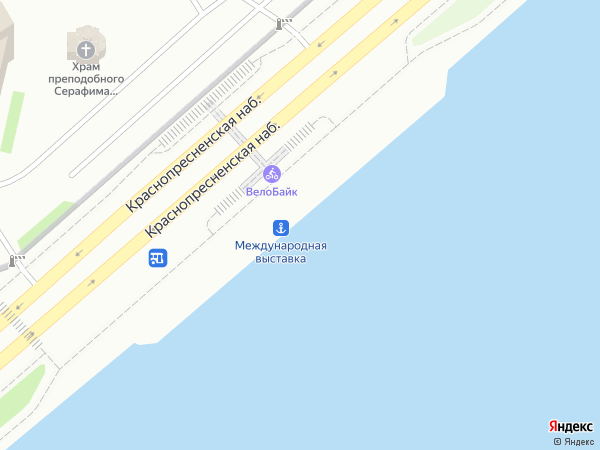 Храм
преподобного
Серафима...
Краснопресненская наб.
Краснопресненская наб.
ВелоБайк
Международная
выставка
Яндекс
© Яндекс